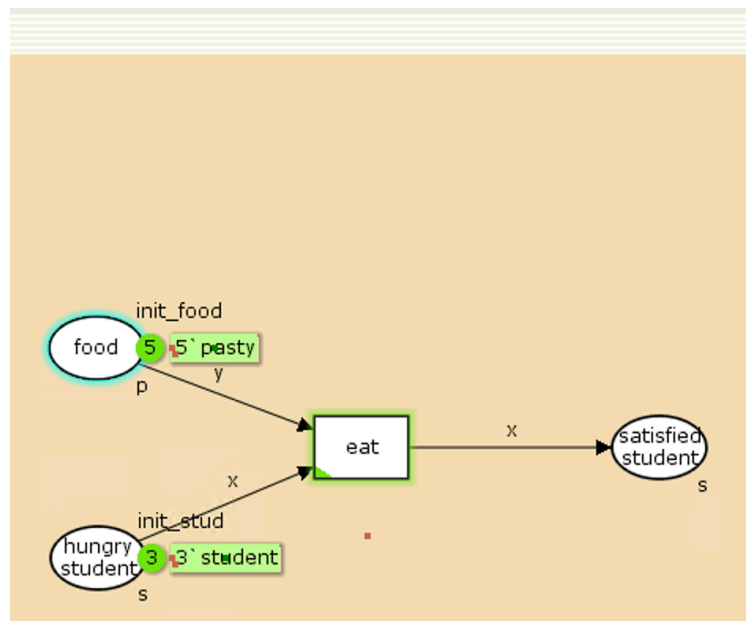 init_food
food
5
5`pasty
p
y
eat
x
satisfied
student
s
x
init_stud
hungry
student
3
3`student
s